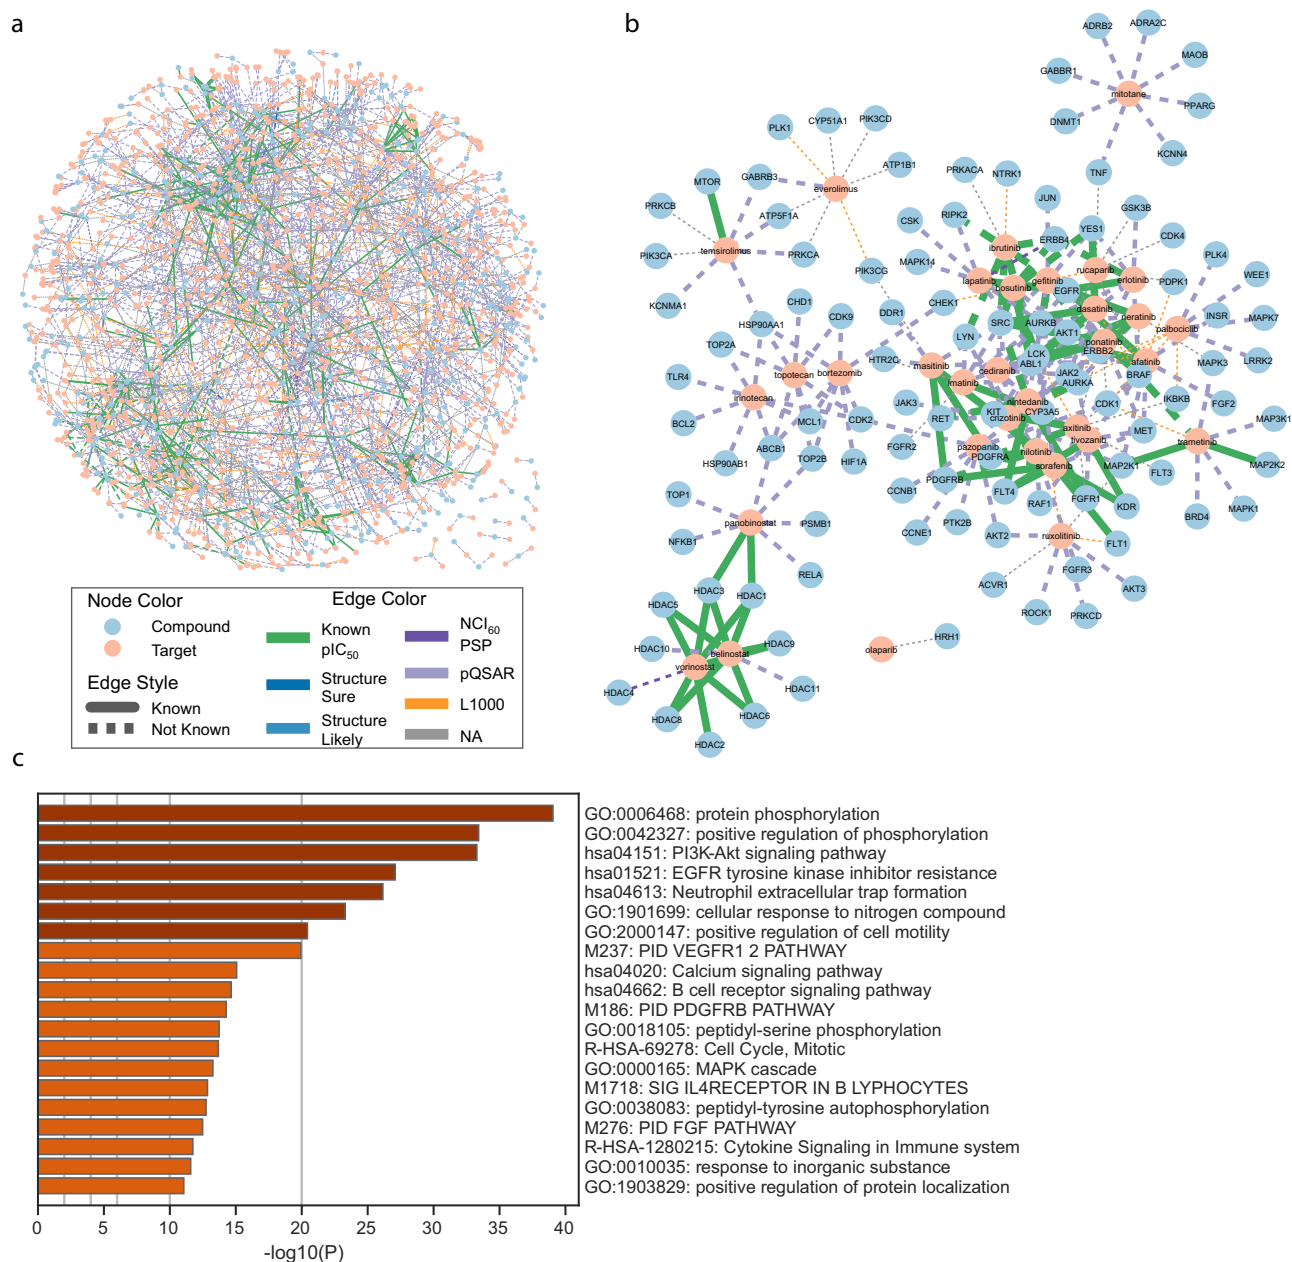 a
b
Node Color
Compound
Target
Edge Style
Known
Not Known
Edge Color
Known
pIC50
Structure
Sure
Structure
Likely
NCI60
PSP
pQSAR
L1000
NA
ADRB2
ADRA2C
MAOB
GABBR1
mitotane
PPARG
DNMT1
KCNN4
TNF
PLK1
CYP51A1
PIK3CD
ATP1B1
MTOR
GABRB3
everolimus
PRKCB
ATP5F1A
temsirolimus
PIK3CA
PRKCA
PIK3CG
KCNMA1
PRKACA
NTRK1
JUN
GSK3B
CSK
RIPK2
YES1
ERBB4
CDK4
ibrutinib
MAPK14
PLK4
WEE1
lapatinib
bosutinib
gefitinib
rucaparib
erlotinib
PDPK1
EGFR
CHEK1
DDR1
dasatinib
neratinib
INSR
MAPK7
SRC
AURKB
AKT1
palbociclib
LYN
ponatinib
ERBB2
LCK
ABL1
afatinib
MAPK3
LRRK2
HTR2C
masitinib
imatinib
cediranib
JAK2
AURKA
BRAF
CHD1
CDK9
HSP90AA1
TOP2A
topotecan
bortezomib
TLR4
irinotecan
BCL2
MCL1
CDK2
ABCB1
TOP2B
HIF1A
HSP90AB1
JAK3
RET
KIT
nintedanib
crizotinib
CYP3A5
CDK1
IKBKB
FGF2
MAP3K1
FGFR2
pazopanib
PDGFRA
nilotinib
sorafenib
axitinib
tivozanib
MET
trametinib
MAP2K1
FLT3
MAP2K2
CCNB1
PDGFRB
FLT4
RAF1
FGFR1
KDR
BRD4
MAPK1
CCNE1
PTK2B
AKT2
ruxolitinib
FLT1
ACVR1
FGFR3
AKT3
ROCK1
PRKCD
TOP1
panobinostat
PSMB1
NFKB1
RELA
HDAC3
HDAC1
HDAC5
HDAC10
belinostat
HDAC9
vorinostat
HDAC4
HDAC11
HDAC8
HDAC6
HDAC2
olaparib
HRH1
c
GO:0006468: protein phosphorylation
GO:0042327: positive regulation of phosphorylation
hsa04151: PI3K-Akt signaling pathway
hsa01521: EGFR tyrosine kinase inhibitor resistance
hsa04613: Neutrophil extracellular trap formation
GO:1901699: cellular response to nitrogen compound
GO:2000147: positive regulation of cell motility
M237: PID VEGFR1 2 PATHWAY
hsa04020: Calcium signaling pathway
hsa04662: B cell receptor signaling pathway
M186: PID PDGFRB PATHWAY
GO:0018105: peptidyl-serine phosphorylation
R-HSA-69278: Cell Cycle, Mitotic
GO:0000165: MAPK cascade
M1718: SIG IL4RECEPTOR IN B LYPHOCYTES
GO:0038083: peptidyl-tyrosine autophosphorylation
M276: PID FGF PATHWAY
R-HSA-1280215: Cytokine Signaling in Immune system
GO:0010035: response to inorganic substance
GO:1903829: positive regulation of protein localization
0 5 10 15 20 25 30 35 40
-log10(P)